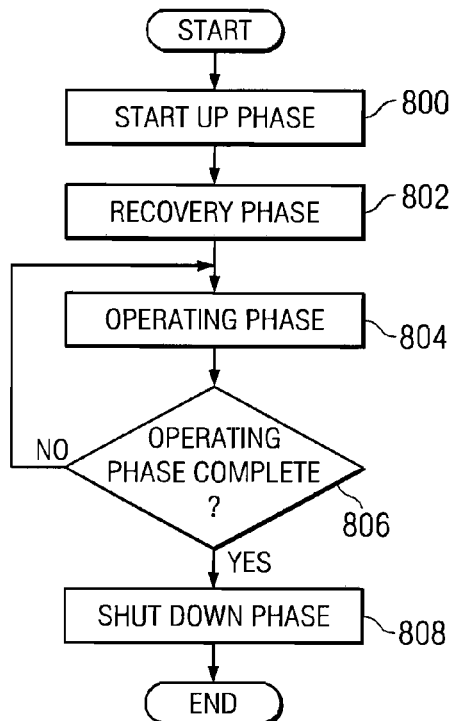 START
START UP PHASE
800
RECOVERY PHASE
802
OPERATING PHASE
804
OPERATING
PHASE COMPLETE
?
NO
806
YES
SHUT DOWN PHASE
808
END